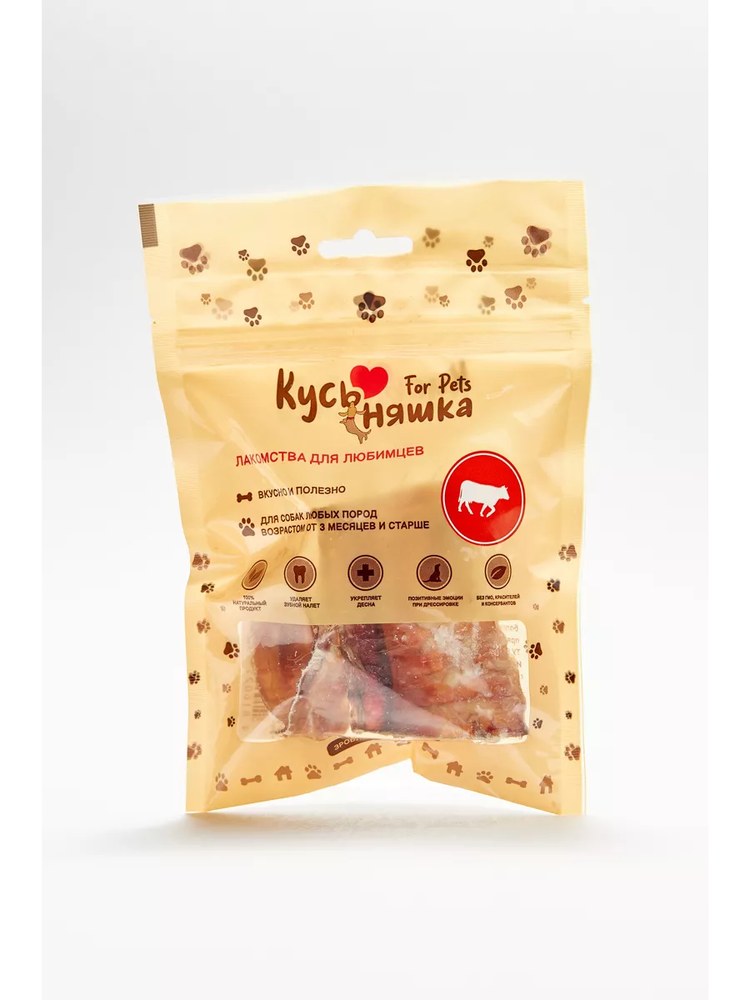 Кусь
For Pets
няшка
ЛАКОМСТВА ДЛЯ ЛЮБИМЦЕВ
ВКУСНО И ПОЛЕЗНО
ДЛЯ СОБАК ЛЮБЫХ ПОРОД
ВОЗРАСТОМ ОТ 3 МЕСЯЦЕВ И СТАРШЕ
100%
НАТУРАЛЬНЫЙ
ПРОДУКТ
УДАЛЯЕТ
ЗУБНОЙ НАЛЕТ
УКРЕПЛЯЕТ
ДЕСНА
ПОЗИТИВНЫЕ ЭМОЦИИ
ПРИ ДРЕССИРОВКЕ
БЕЗ ГМО, КРАСИТЕЛЕЙ
И КОНСЕРВАНТОВ